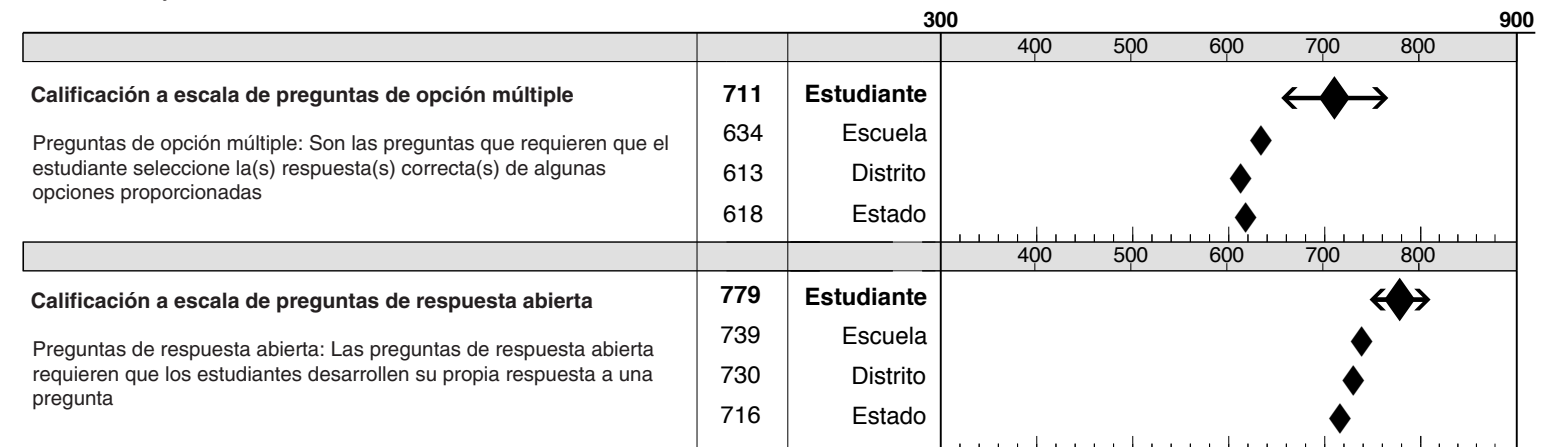 300 900
400 500 600 700 800
Calificación a escala de preguntas de opción múltiple 711 Estudiante
Preguntas de opción múltiple: Son las preguntas que requieren que el
estudiante seleccione la(s) respuesta(s) correcta(s) de algunas
opciones proporcionadas
634 Escuela
613 Distrito
618 Estado
400 500 600 700 800
Calificación a escala de preguntas de respuesta abierta 779 Estudiante
Preguntas de respuesta abierta: Las preguntas de respuesta abierta
requieren que los estudiantes desarrollen su propia respuesta a una
pregunta
739 Escuela
730 Distrito
716 Estado